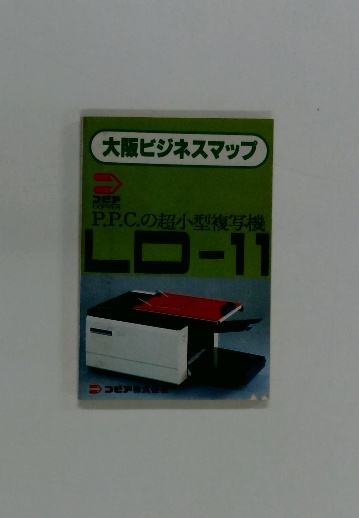 大阪ビジネスマップ
コピア
P.P.C.の超小型複写機
LD-11
コピア株式会社